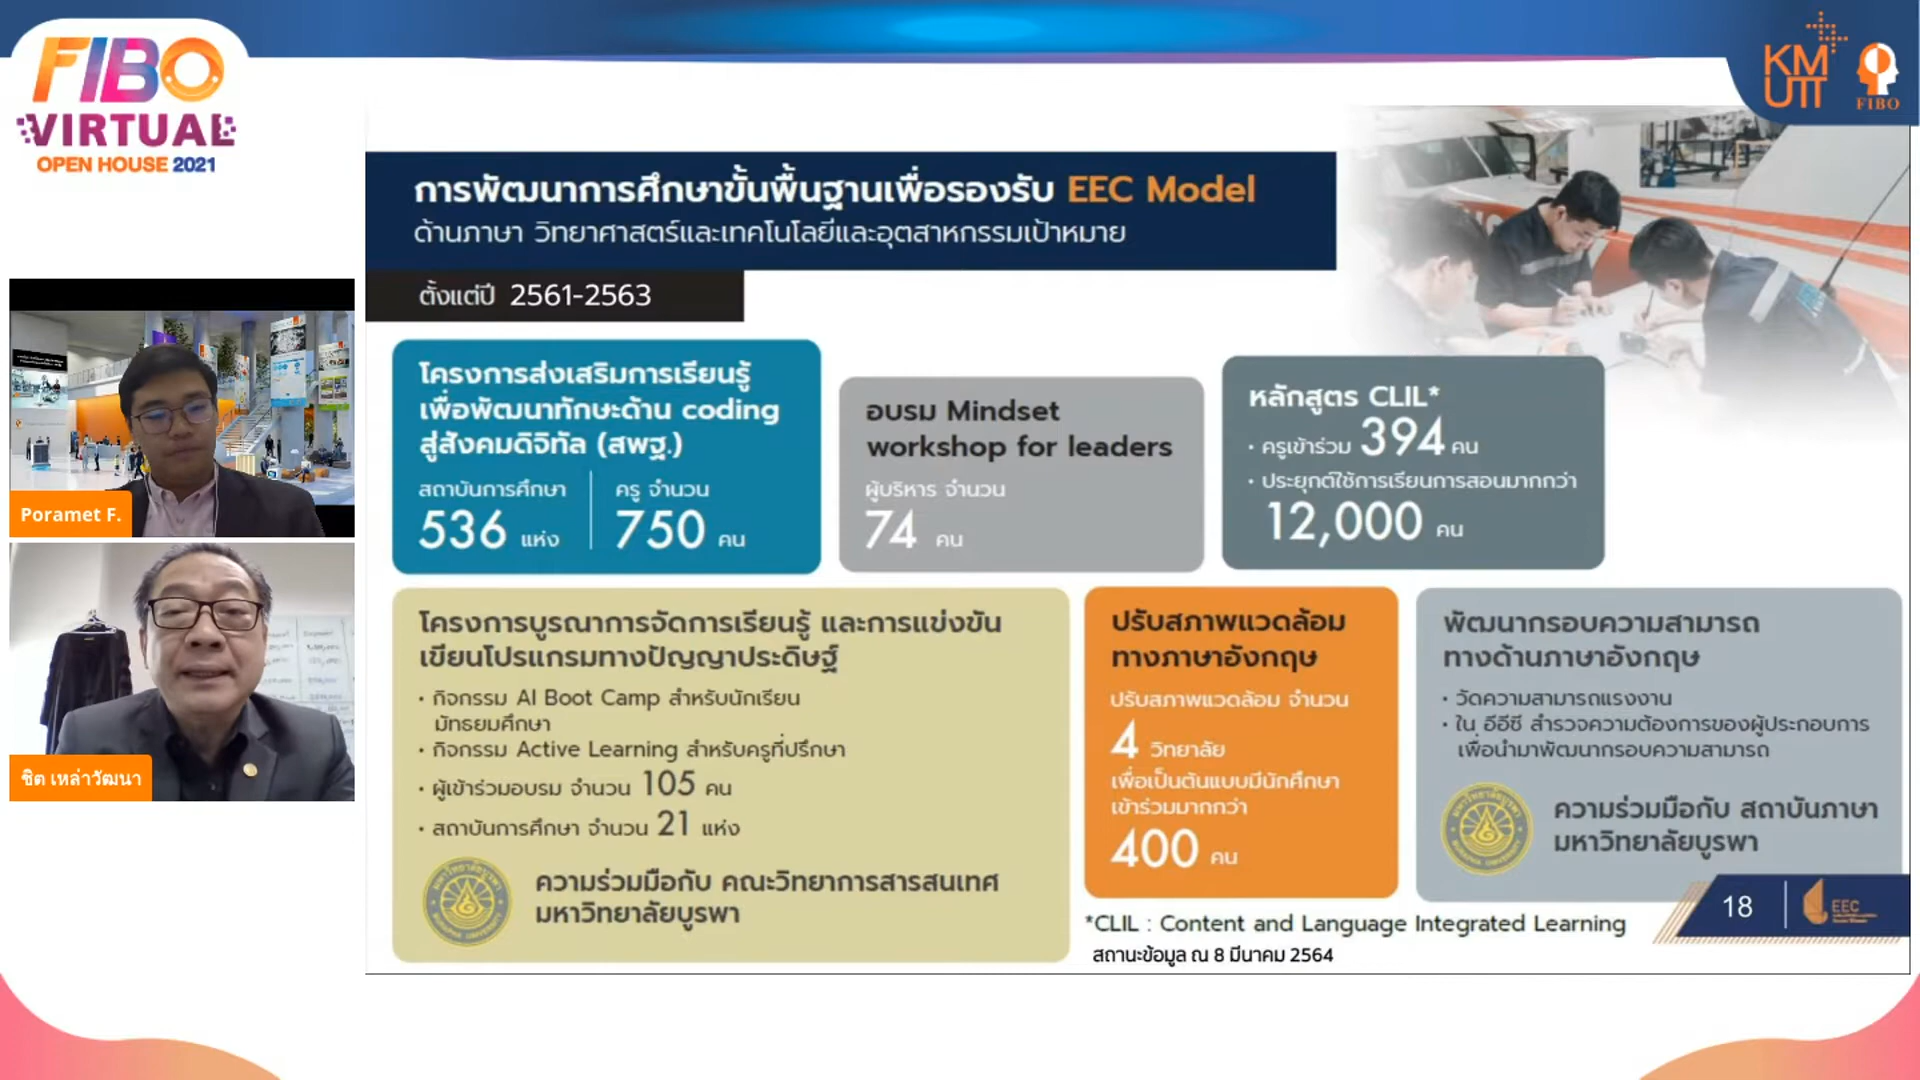 FIBO
VIRTUAL
OPEN HOUSE 2021
KM
UTT
FIBO
การพัฒนาการศึกษาขั้นพื้นฐานเพื่อรองรับ EEC Model
ด้านภาษา วิทยาศาสตร์และเทคโนโลยีและอุตสาหกรรมเป้าหมาย
ตั้งแต่ปี 2561-2563
โครงการส่งเสริมการเรียนรู้
เพื่อพัฒนาทักษะด้าน coding
สู่สังคมดิจิทัล (สพฐ.)
สถาบันการศึกษา
536 แห่ง
ครู จำนวน
750 คน
อบรม Mindset
workshop for leaders
ผู้บริหาร จำนวน
74 คน
หลักสูตร CLIL*
• ครูเข้าร่วม 394 คน
• ประยุกต์ใช้การเรียนการสอนมากกว่า
12,000 คน
Poramet F.
ชิต เหล่าวัฒนา
โครงการบูรณาการจัดการเรียนรู้ และการแข่งขัน
เขียนโปรแกรมทางปัญญาประดิษฐ์
• กิจกรรม AI Boot Camp สำหรับนักเรียน
มัทธยมศึกษา
• กิจกรรม Active Learning สำหรับครูที่ปรึกษา
• ผู้เข้าร่วมอบรม จำนวน 105 คน
• สถาบันการศึกษา จำนวน 21 แห่ง
ความร่วมมือกับ คณะวิทยาการสารสนเทศ
มหาวิทยาลัยบูรพา
ปรับสภาพแวดล้อม
ทางภาษาอังกฤษ
ปรับสภาพแวดล้อม จำนวน
4 วิทยาลัย
เพื่อเป็นต้นแบบมีนักศึกษา
เข้าร่วมมากกว่า
400 คน
พัฒนากรอบความสามารถ
ทางด้านภาษาอังกฤษ
• วัดความสามารถแรงงาน
• ใน อีอีซี สำรวจความต้องการของผู้ประกอบการ
เพื่อนำมาพัฒนากรอบความสามารถ
ความร่วมมือกับ สถาบันภาษา
มหาวิทยาลัยบูรพา
*CLIL : Content and Language Integrated Learning
สถานะข้อมูล ณ 8 มีนาคม 2564
18
EEC